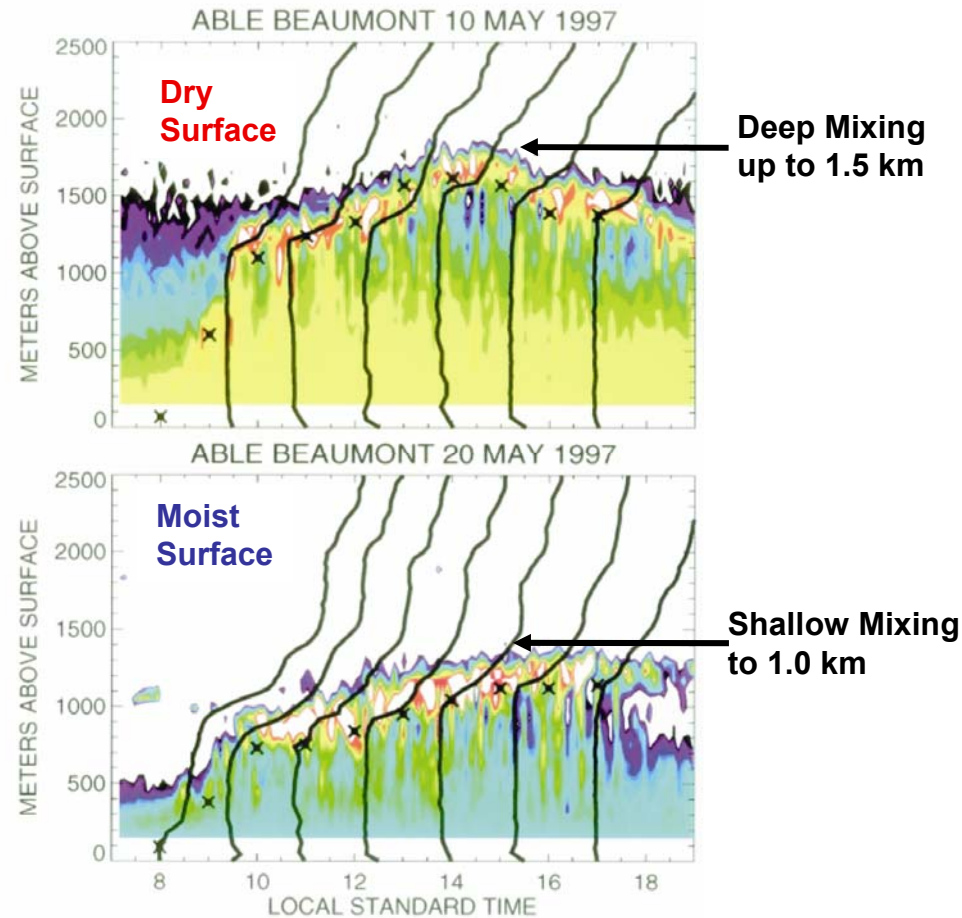 ABLE BEAUMONT 10 MAY 1997
2500
2000
1500
1000
500
0
METERS ABOVE SURFACE
Dry
Surface
Deep Mixing
up to 1.5 km
ABLE BEAUMONT 20 MAY 1997
2500
2000
1500
1000
500
0
METERS ABOVE SURFACE
Moist
Surface
Shallow Mixing
to 1.0 km
8 10 12 14 16 18
LOCAL STANDARD TIME